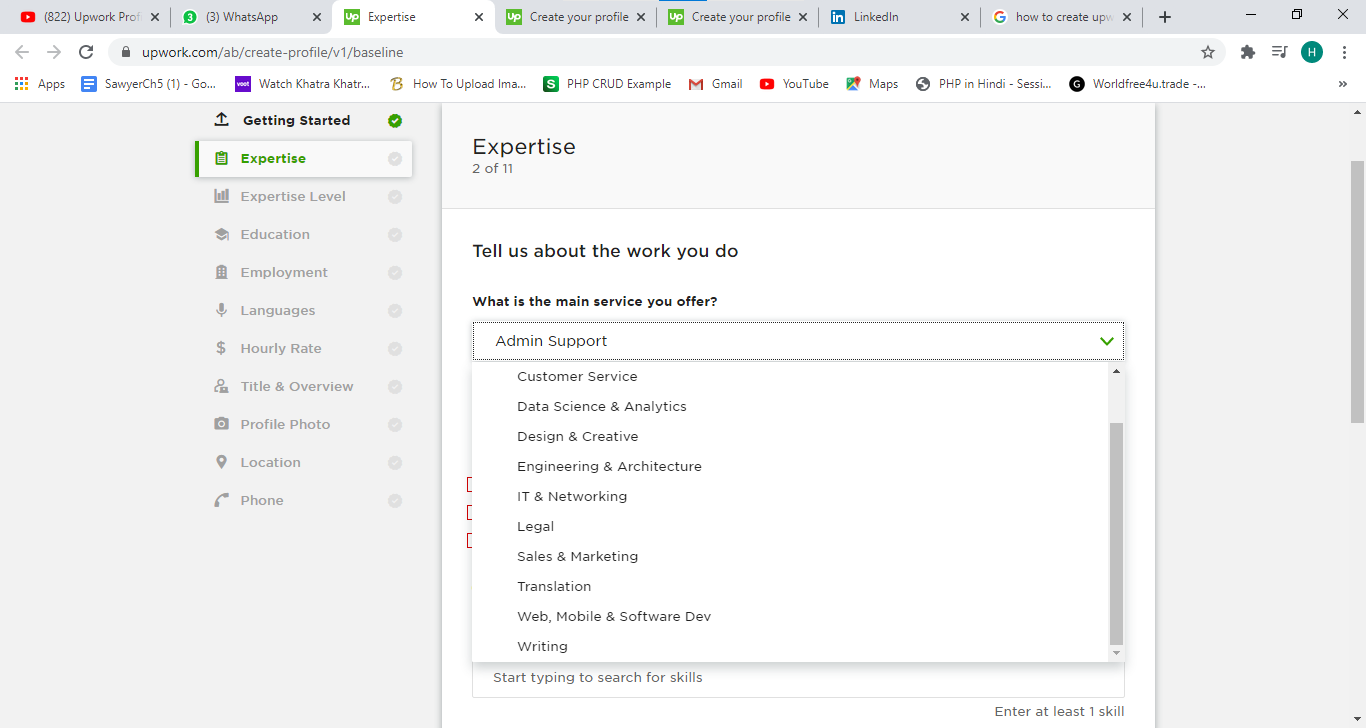 (822) Upwork Prof
(3) WhatsApp
Up Expertise
Up Create your profile
Up Create your profile
in LinkedIn
G how to create upw
upwork.com/ab/create-profile/v1/baseline
H
Apps
SawyerCh5 (1) - Go...
voot Watch Khatra Khatr...
B How To Upload Ima...
S PHP CRUD Example
Gmail
YouTube
Maps
PHP in Hindi - Sessi...
G Worldfree4u.trade -...
»
Getting Started
Expertise
Expertise Level
Education
Employment
Languages
$ Hourly Rate
Title & Overview
Profile Photo
Location
Phone
Expertise
2 of 11
Tell us about the work you do
What is the main service you offer?
Admin Support
Customer Service
Data Science & Analytics
Design & Creative
Engineering & Architecture
IT & Networking
Legal
Sales & Marketing
Translation
Web, Mobile & Software Dev
Writing
Start typing to search for skills
Enter at least 1 skill